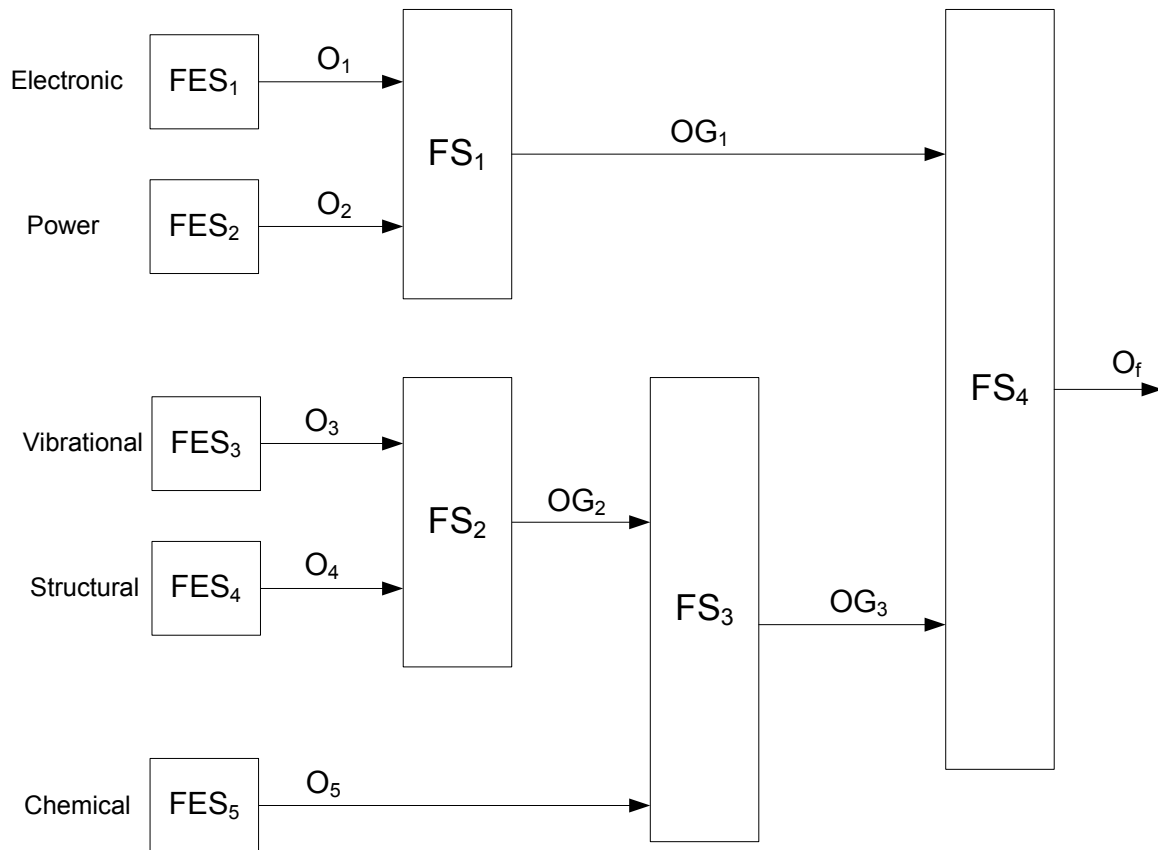 Electronic
FES₁
O₁
FS₁
OG₁
Power
FES₂
O₂
Vibrational
FES₃
O₃
FS₂
OG₂
Structural
FES₄
O₄
FS₃
OG₃
FS₄
O_f
Chemical
FES₅
O₅